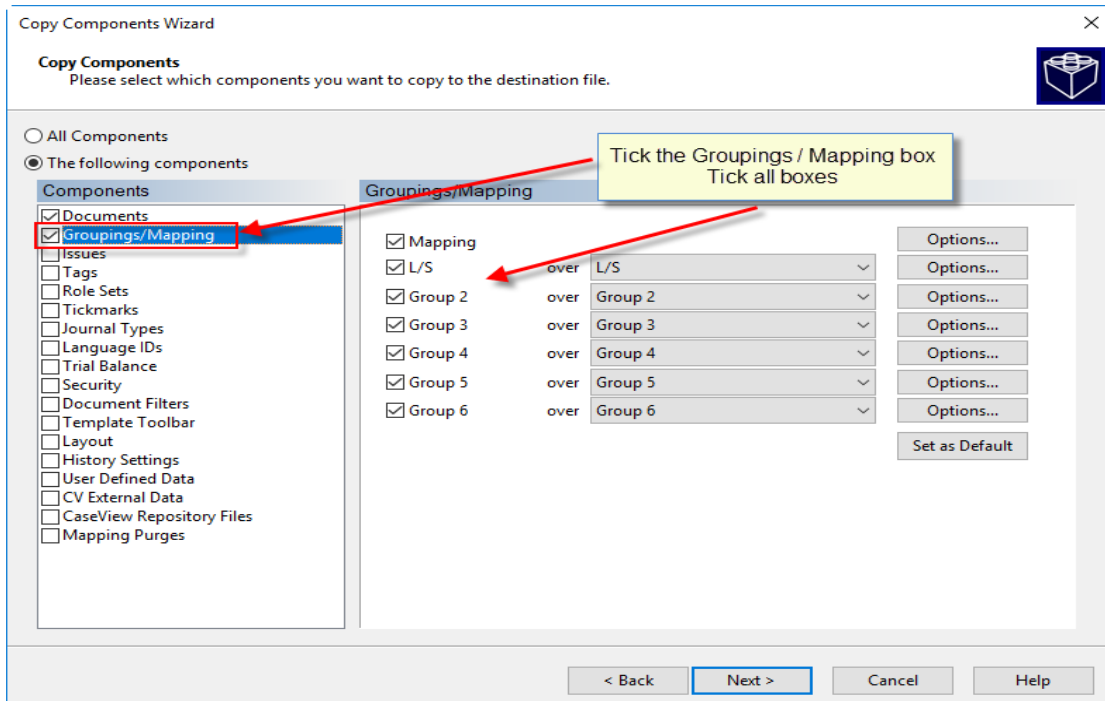 Copy Components Wizard
Copy Components
Please select which components you want to copy to the destination file.
All Components
The following components
Tick the Groupings / Mapping box
Tick all boxes
Components
Documents
Groupings/Mapping
Issues
Tags
Role Sets
Tickmarks
Journal Types
Language IDs
Trial Balance
Security
Document Filters
Template Toolbar
Layout
History Settings
User Defined Data
CV External Data
CaseView Repository Files
Mapping Purges
Groupings/Mapping
Mapping Options...
L/S over L/S Options...
Group 2 over Group 2 Options...
Group 3 over Group 3 Options...
Group 4 over Group 4 Options...
Group 5 over Group 5 Options...
Group 6 over Group 6 Options...
Set as Default
< Back Next > Cancel Help